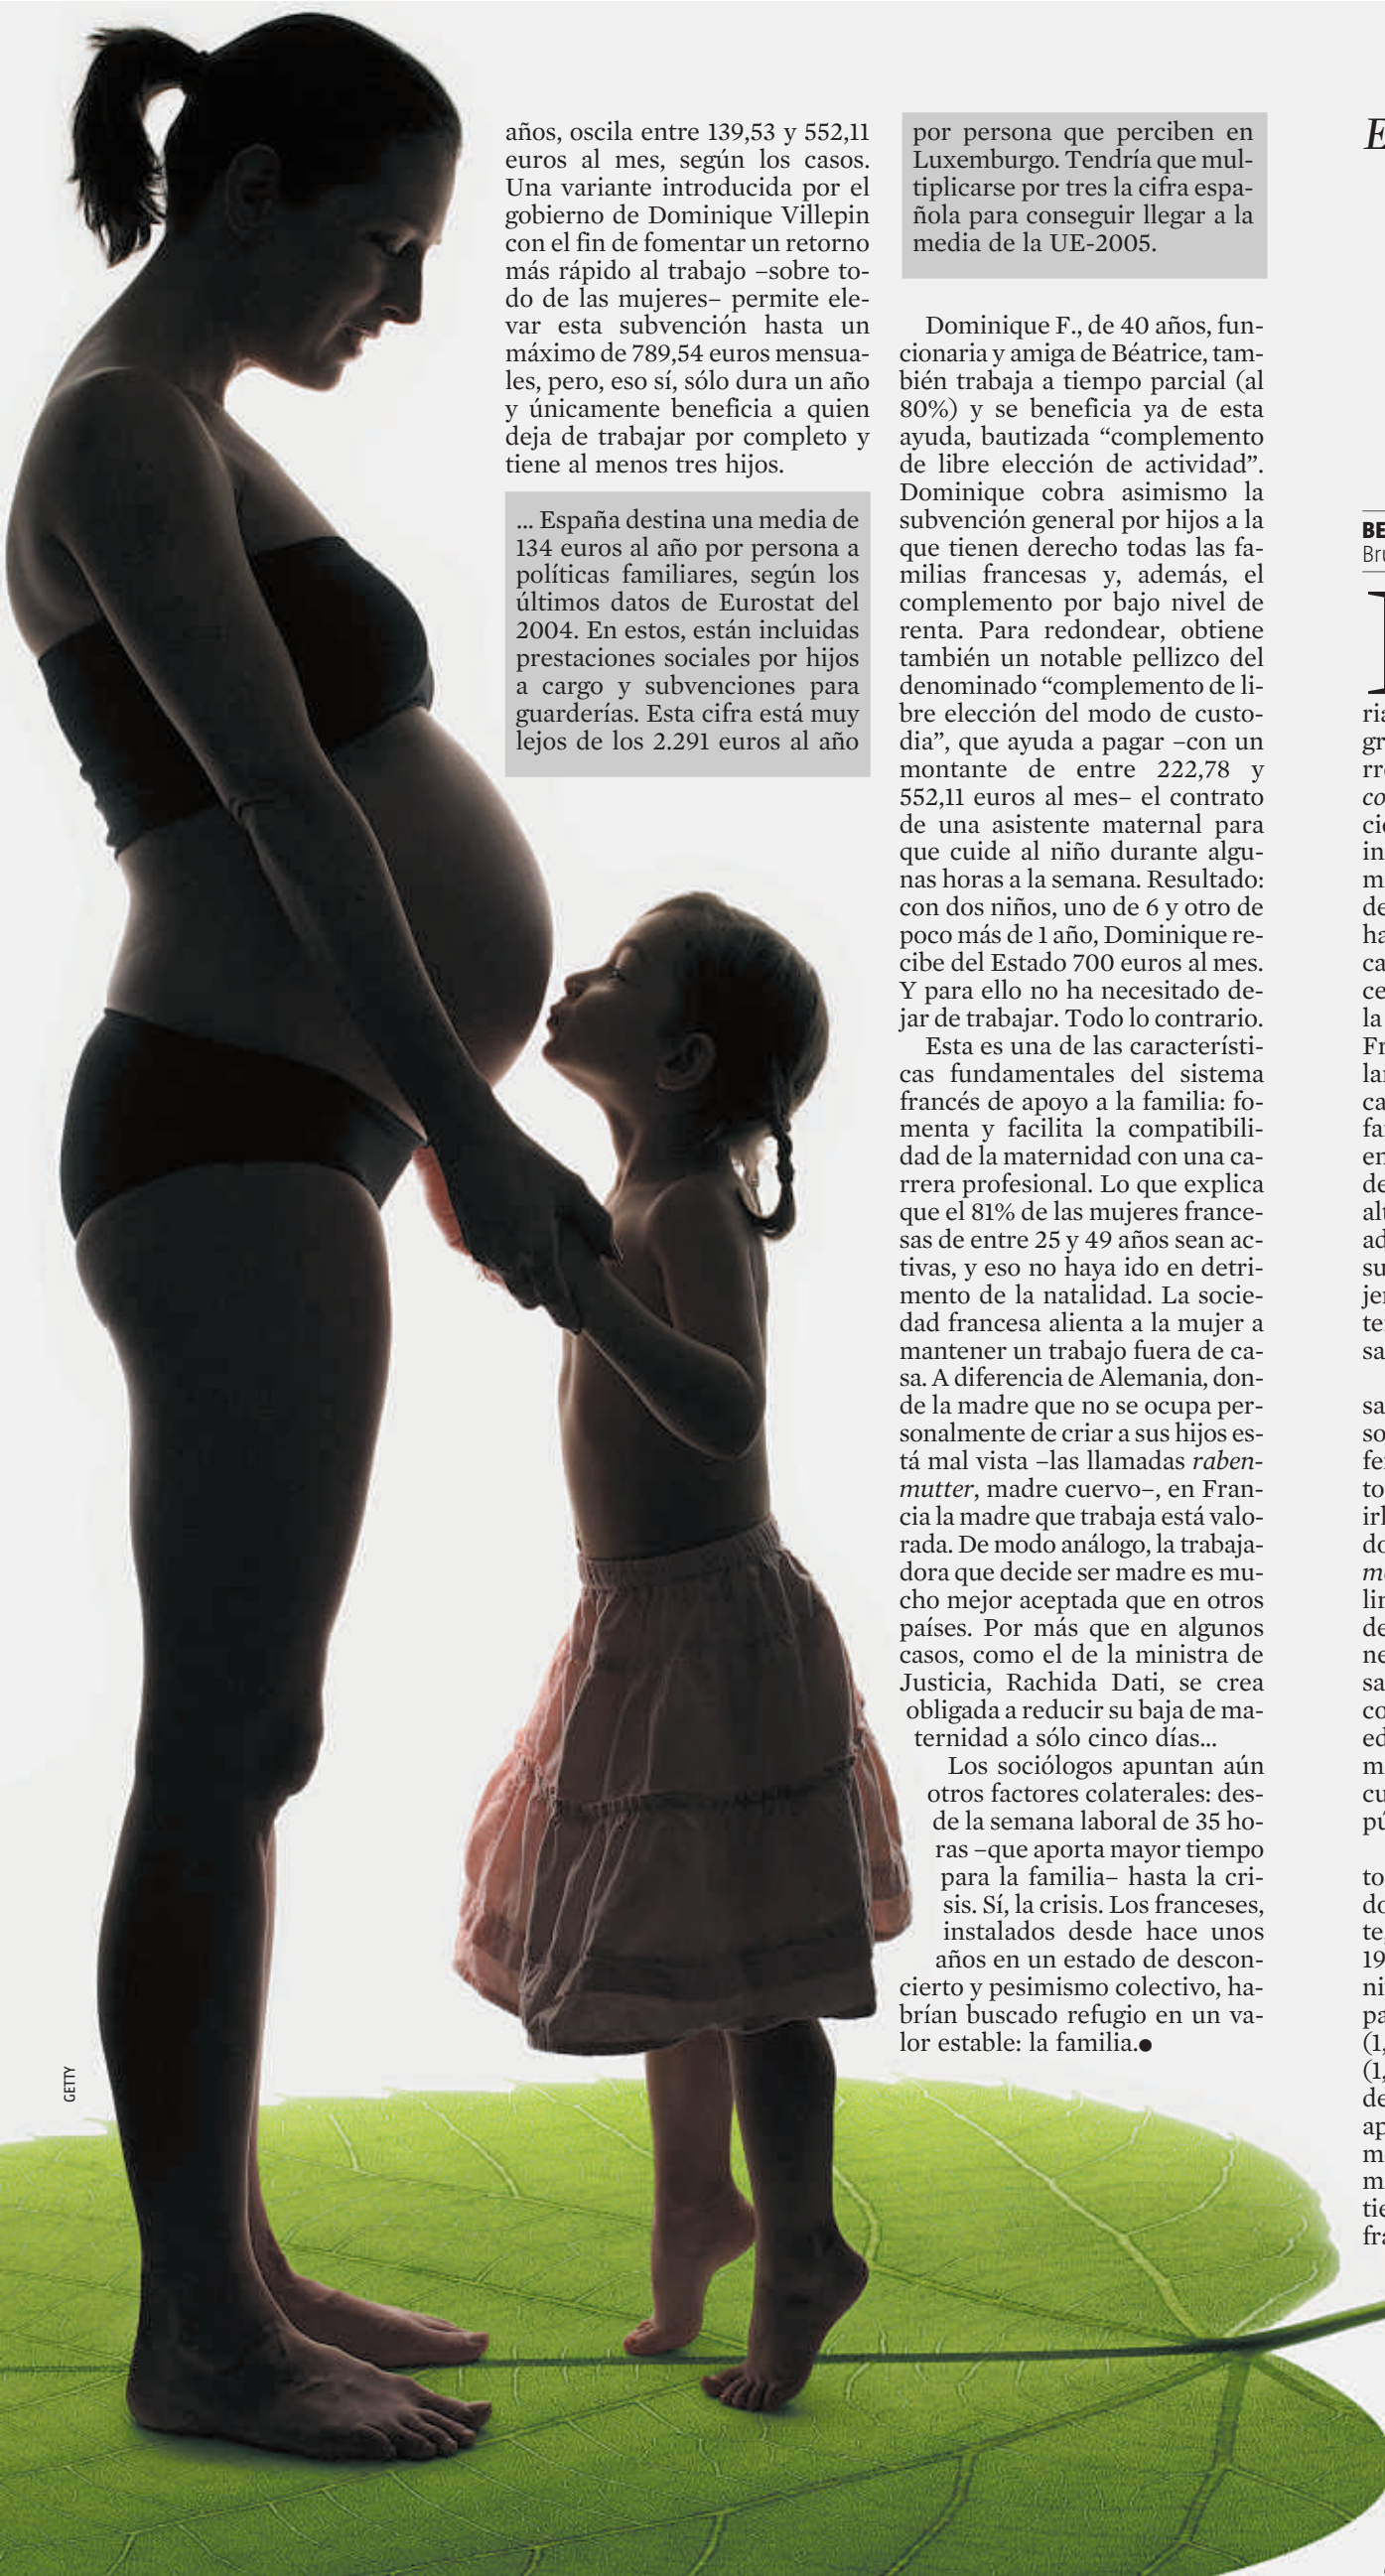 años, oscila entre 139,53 y 552,11
euros al mes, según los casos.
Una variante introducida por el
gobierno de Dominique Villepin
con el fin de fomentar un retorno
más rápido al trabajo –sobre to-
do de las mujeres– permite ele-
var esta subvención hasta un
máximo de 789,54 euros mensua-
les, pero, eso sí, sólo dura un año
y únicamente beneficia a quien
deja de trabajar por completo y
tiene al menos tres hijos.
... España destina una media de
134 euros al año por persona a
políticas familiares, según los
últimos datos de Eurostat del
2004. En estos, están incluidas
prestaciones sociales por hijos
a cargo y subvenciones para
guarderías. Esta cifra está muy
lejos de los 2.291 euros al año
por persona que perciben en
Luxemburgo. Tendría que mul-
tiplicarse por tres la cifra espa-
ñola para conseguir llegar a la
media de la UE-2005.
Dominique F., de 40 años, fun-
cionaria y amiga de Béatrice, tam-
bién trabaja a tiempo parcial (al
80%) y se beneficia ya de esta
ayuda, bautizada “complemento
de libre elección de actividad”.
Dominique cobra asimismo la
subvención general por hijos a la
que tienen derecho todas las fa-
milias francesas y, además, el
complemento por bajo nivel de
renta. Para redondear, obtiene
también un notable pellizco del
denominado “complemento de li-
bre elección del modo de custo-
dia”, que ayuda a pagar –con un
montante de entre 222,78 y
552,11 euros al mes– el contrato
de una asistente maternal para
que cuide al niño durante algu-
nas horas a la semana. Resultado:
con dos niños, uno de 6 y otro de
poco más de 1 año, Dominique re-
cibe del Estado 700 euros al mes.
Y para ello no ha necesitado de-
jar de trabajar. Todo lo contrario.
Esta es una de las característi-
cas fundamentales del sistema
francés de apoyo a la familia: fo-
menta y facilita la compatibili-
dad de la maternidad con una ca-
rrera profesional. Lo que explica
que el 81% de las mujeres france-
sas de entre 25 y 49 años sean ac-
tivas, y eso no haya ido en detri-
mento de la natalidad. La socie-
dad francesa alienta a la mujer a
mantener un trabajo fuera de ca-
sa. A diferencia de Alemania, don-
de la madre que no se ocupa per-
sonalmente de criar a sus hijos es-
tá mal vista –las llamadas raben-
mutter, madre cuervo–, en Fran-
cia la madre que trabaja está valo-
rada. De modo análogo, la trabaja-
dora que decide ser madre es mu-
cho mejor aceptada que en otros
países. Por más que en algunos
casos, como el de la ministra de
Justicia, Rachida Dati, se crea
obligada a reducir su baja de ma-
ternidad a sólo cinco días...
Los sociólogos apuntan aún
otros factores colaterales: des-
de la semana laboral de 35 ho-
ras –que aporta mayor tiempo
para la familia– hasta la cri-
sis. Sí, la crisis. Los franceses,
instalados desde hace unos
años en un estado de descon-
cierto y pesimismo colectivo, ha-
brían buscado refugio en un va-
lor estable: la familia.●
GETTY